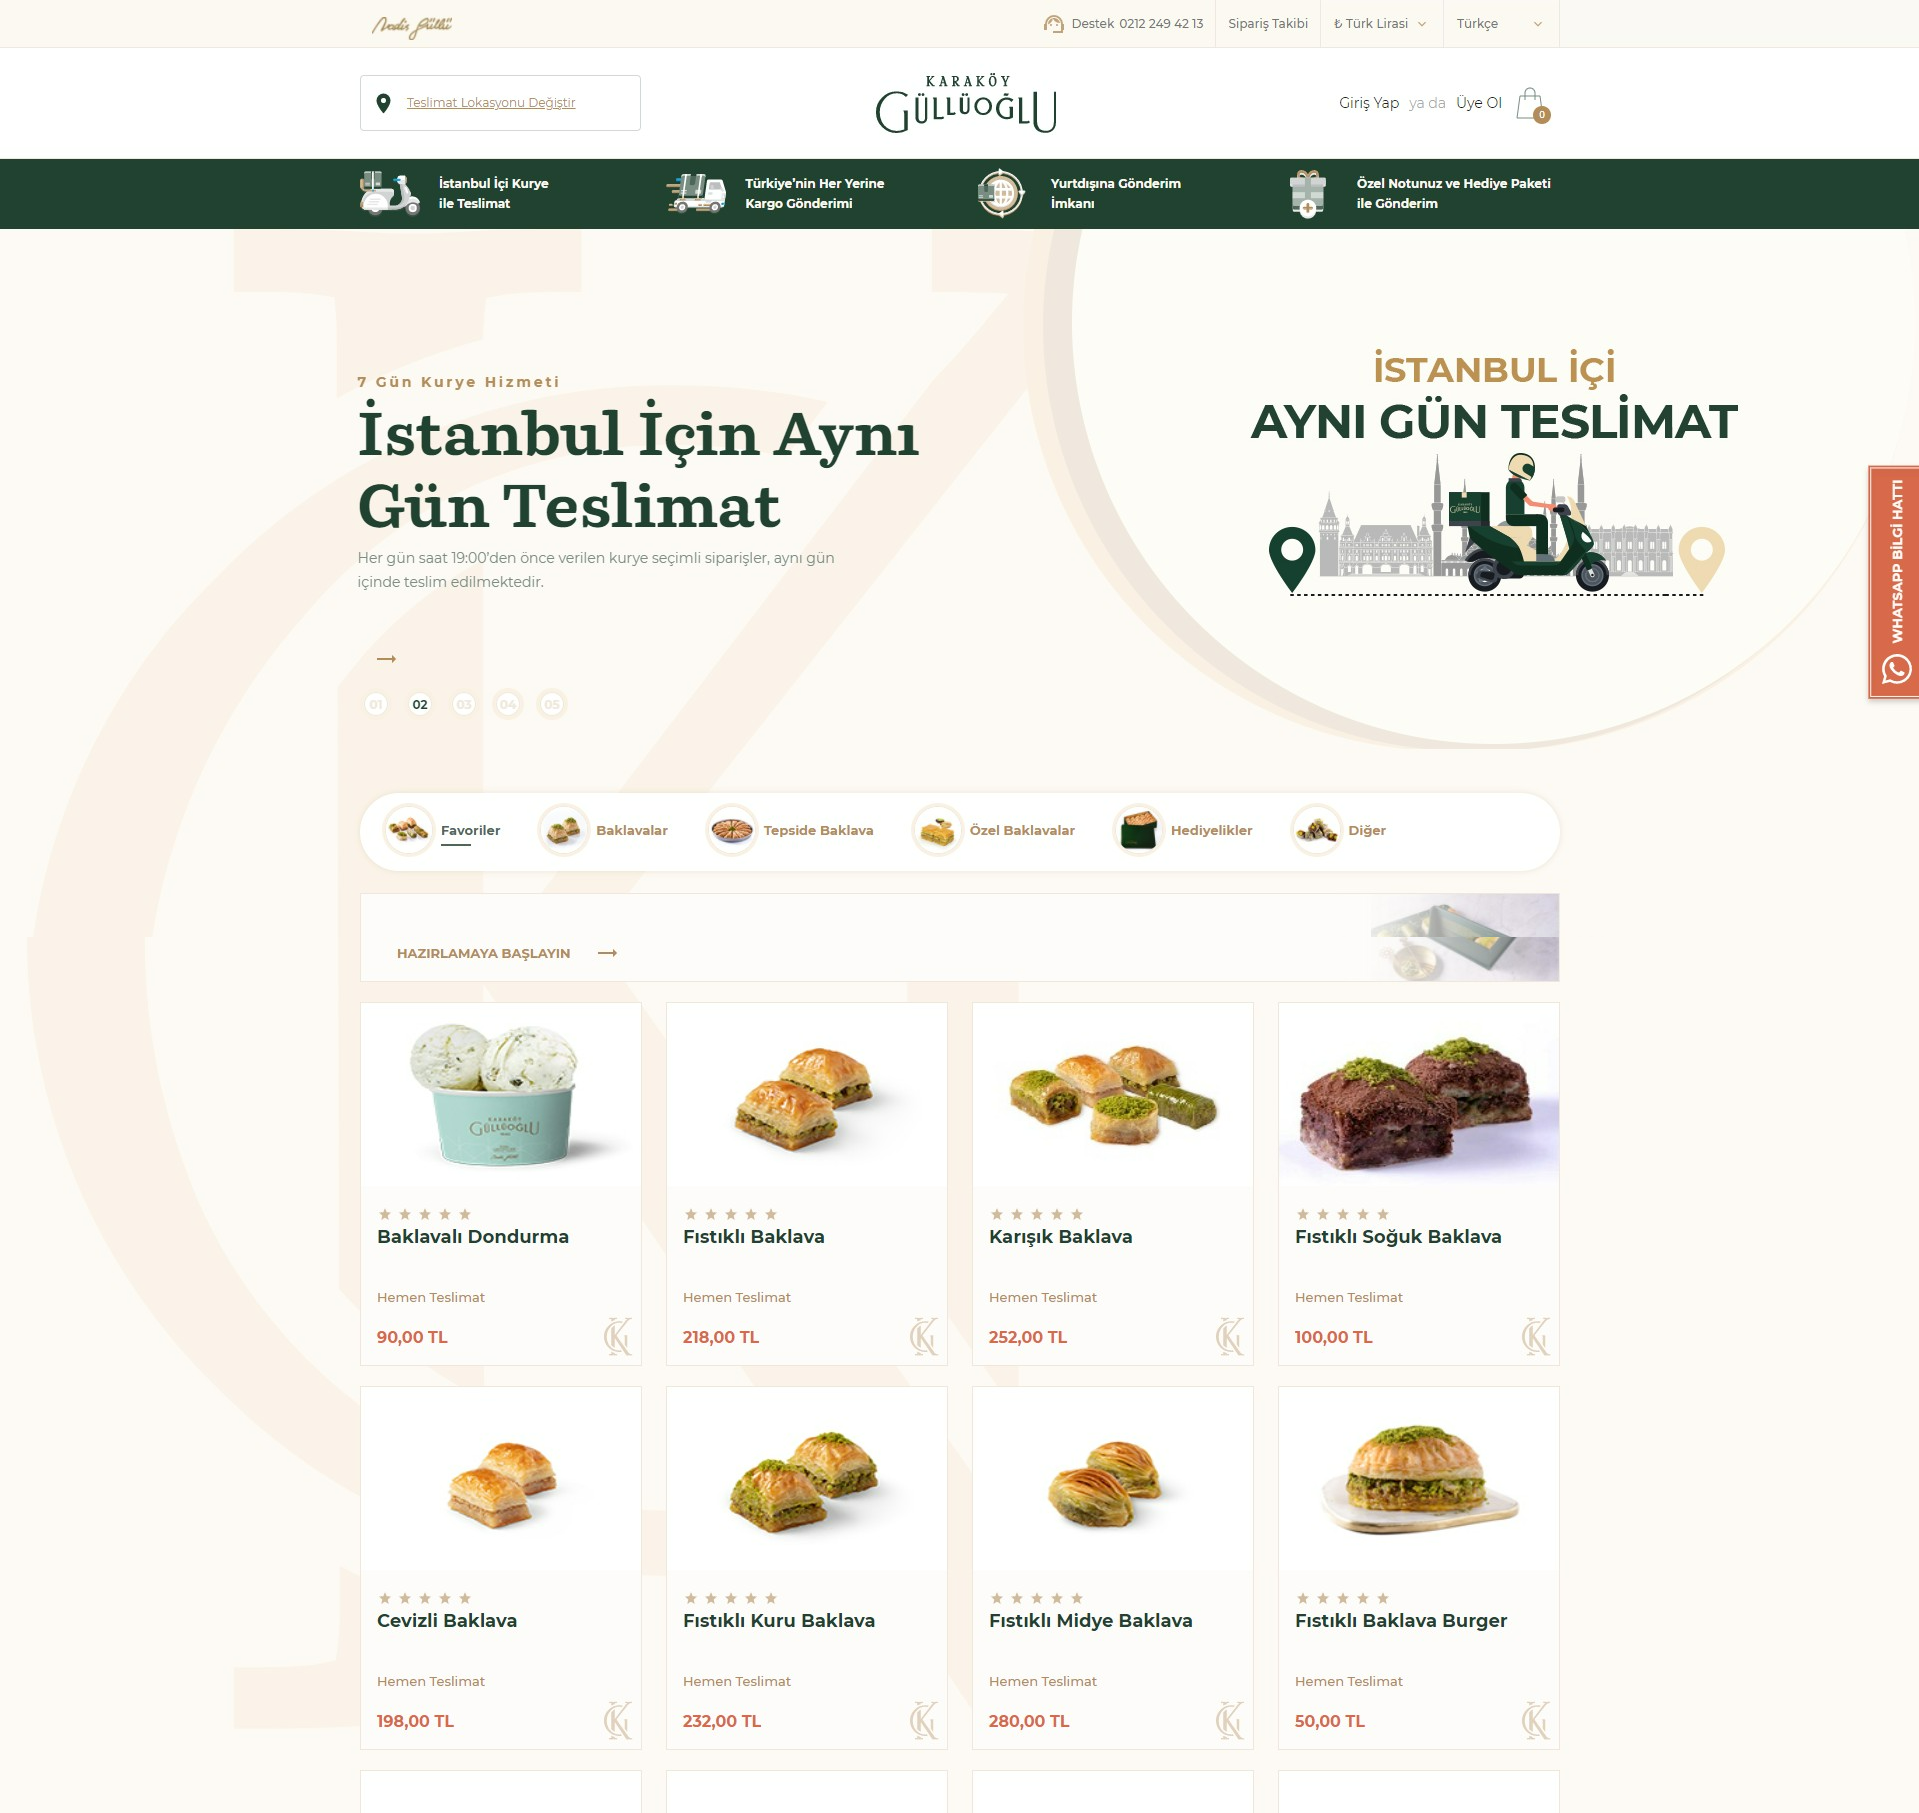 Nadir Güllü
Destek 0212 249 42 13
Sipariş Takibi
₺ Türk Lirasi
Türkçe
Teslimat Lokasyonu Değiştir
KARAKÖY
GÜLLÜOĞLU
Giriş Yap ya da Üye Ol
0
İstanbul İçi Kurye
ile Teslimat
Türkiye'nin Her Yerine
Kargo Gönderimi
Yurtdışına Gönderim
İmkanı
Özel Notunuz ve Hediye Paketi
ile Gönderim
7 Gün Kurye Hizmeti
İstanbul İçin Aynı
Gün Teslimat
Her gün saat 19:00'den önce verilen kurye seçimli siparişler, aynı gün
içinde teslim edilmektedir.
01 02 03 04 05
İSTANBUL İÇİ
AYNI GÜN TESLİMAT
GÜLLÜOĞLU
WHATSAPP BİLGİ HATTI
Favoriler
Baklavalar
Tepside Baklava
Özel Baklavalar
Hediyelikler
Diğer
HAZIRLAMAYA BAŞLAYIN
KARAKÖY
GÜLLÜOĞLU
Baklavalı Dondurma
Hemen Teslimat
90,00 TL
Fıstıklı Baklava
Hemen Teslimat
218,00 TL
Karışık Baklava
Hemen Teslimat
252,00 TL
Fıstıklı Soğuk Baklava
Hemen Teslimat
100,00 TL
Cevizli Baklava
Hemen Teslimat
198,00 TL
Fıstıklı Kuru Baklava
Hemen Teslimat
232,00 TL
Fıstıklı Midye Baklava
Hemen Teslimat
280,00 TL
Fıstıklı Baklava Burger
Hemen Teslimat
50,00 TL